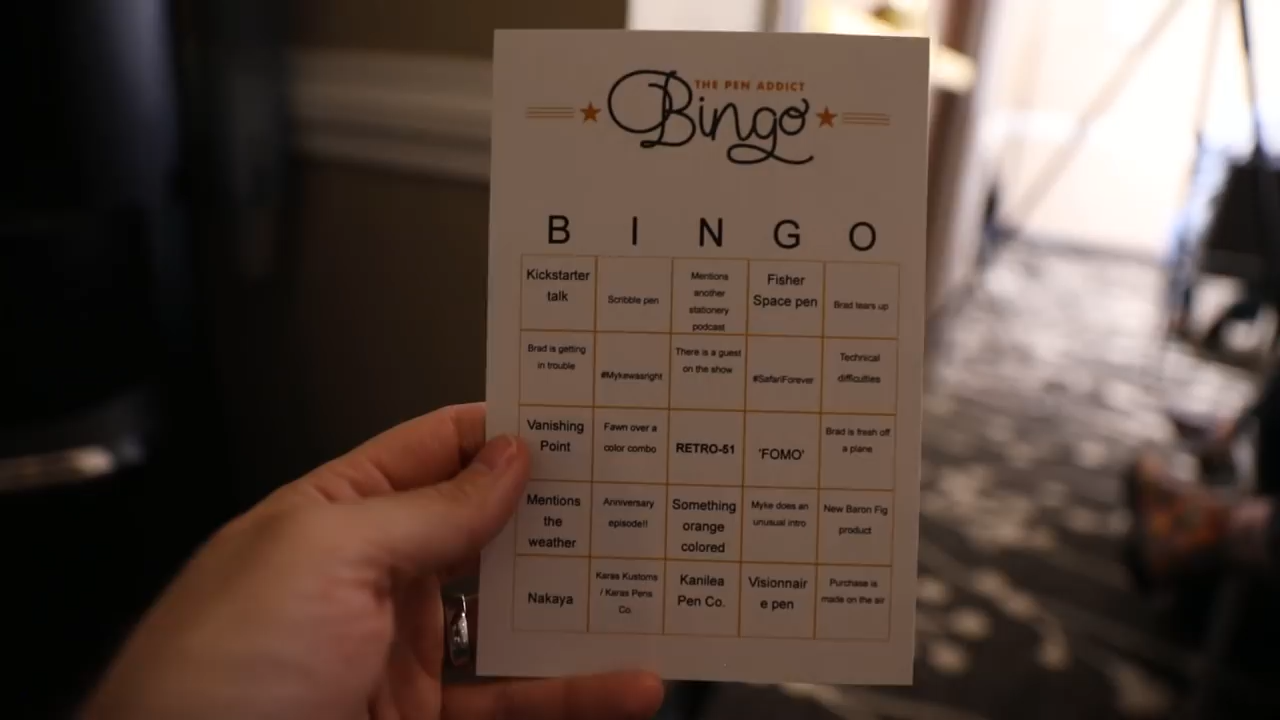 THE PEN ADDICT
Bingo
B I N G O
Kickstarter
talk
Scribble pen
Mentions
another
stationery
podcast
Fisher
Space pen
Brad tears up
Brad is getting
in trouble
#Mykewasright
There is a guest
on the show
#SafariForever
Technical
difficulties
Vanishing
Point
Fawn over a
color combo
RETRO-51
'FOMO'
Brad is fresh off
a plane
Mentions
the
weather
Anniversary
episode!!
Something
orange
colored
Myke does an
unusual intro
New Baron Fig
product
Nakaya
Karas Kustoms
/ Karas Pens
Co.
Kanilea
Pen Co.
Visionnair
e pen
Purchase is
made on the air